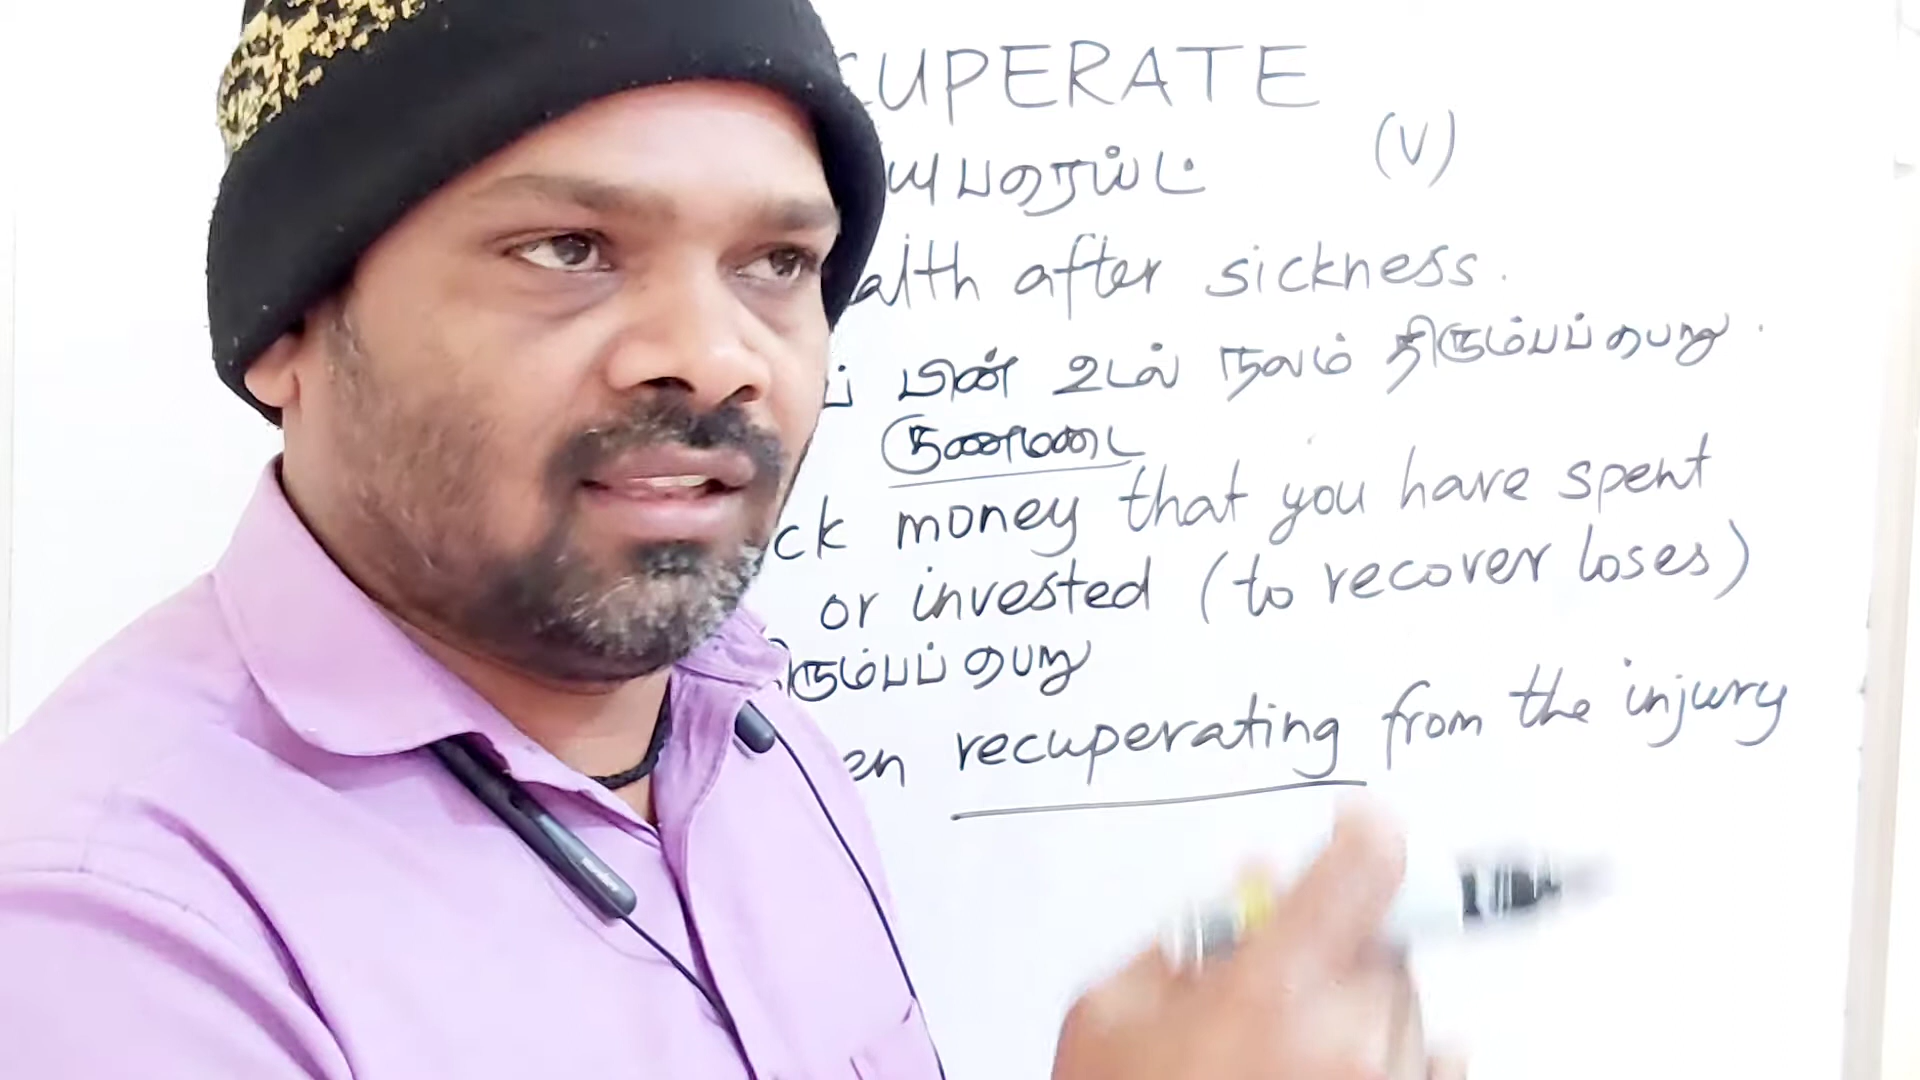 CUPERATE
(V)
யுபரேய்ட்
alth after sickness.
ப் பின் உடல் நலம் திரும்பப் பெறு.
ck money that you have spent
or invested (to recover loses)
ரும்பப் பெறு
en recuperating from the injury